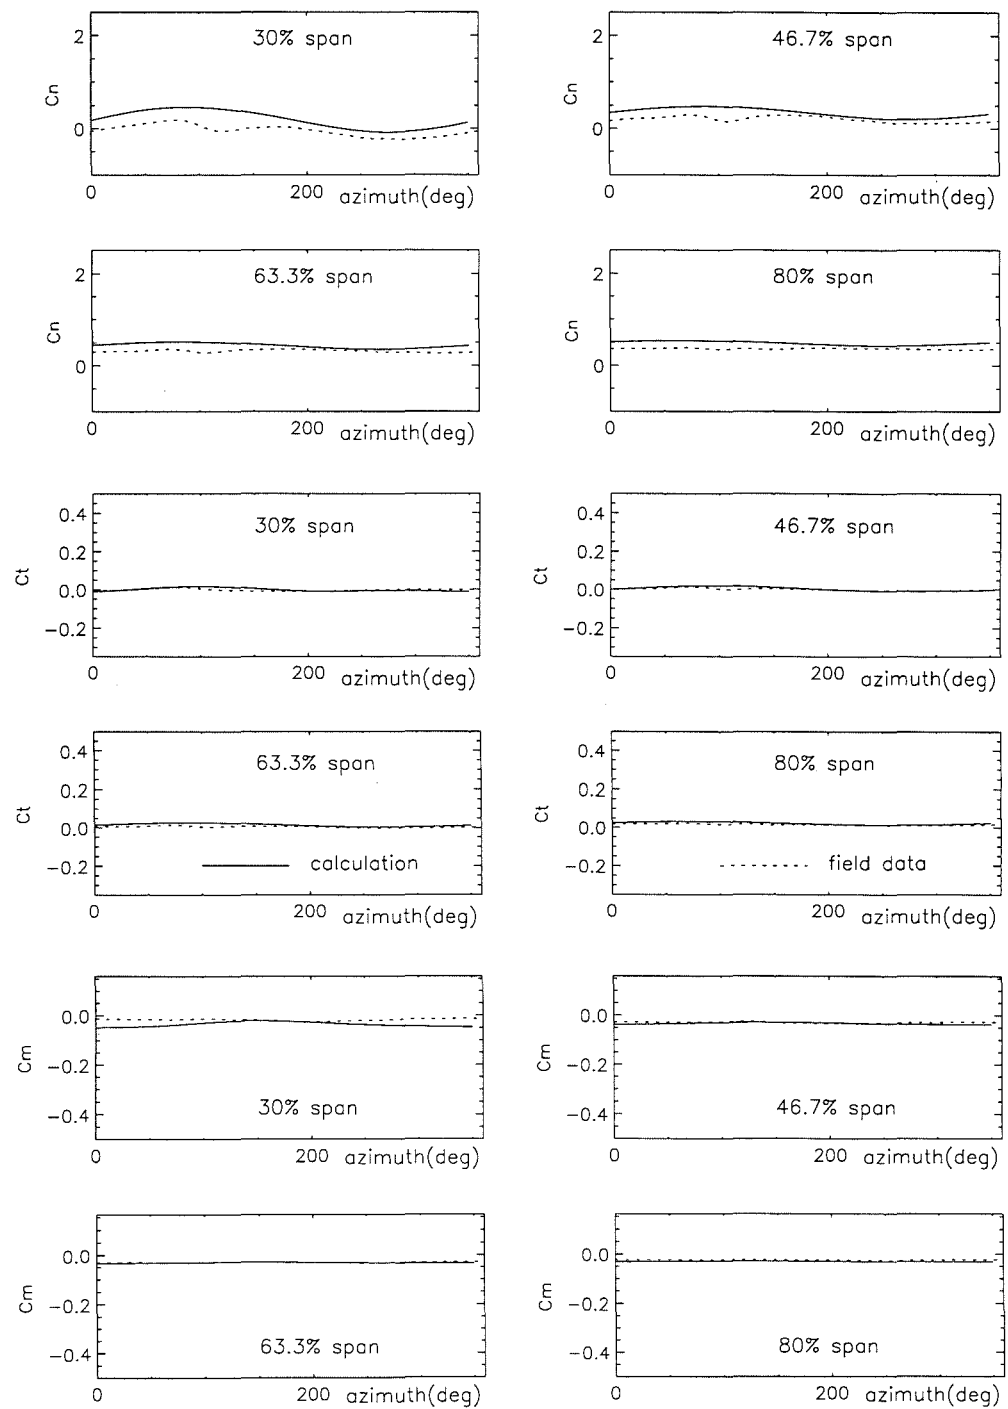 30% span
2
Cn
0
0 200 azimuth(deg)
46.7% span
2
Cn
0
0 200 azimuth(deg)
63.3% span
2
Cn
0
0 200 azimuth(deg)
80% span
2
Cn
0
0 200 azimuth(deg)
30% span
0.4
0.2
Ct
0.0
-0.2
0 200 azimuth(deg)
46.7% span
0.4
0.2
Ct
0.0
-0.2
0 200 azimuth(deg)
63.3% span
0.4
0.2
Ct
0.0
-0.2
calculation
0 200 azimuth(deg)
80% span
0.4
0.2
Ct
0.0
-0.2
field data
0 200 azimuth(deg)
0.0
Cm
-0.2
-0.4
30% span
0 200 azimuth(deg)
0.0
Cm
-0.2
-0.4
46.7% span
0 200 azimuth(deg)
0.0
Cm
-0.2
-0.4
63.3% span
0 200 azimuth(deg)
0.0
Cm
-0.2
-0.4
80% span
0 200 azimuth(deg)